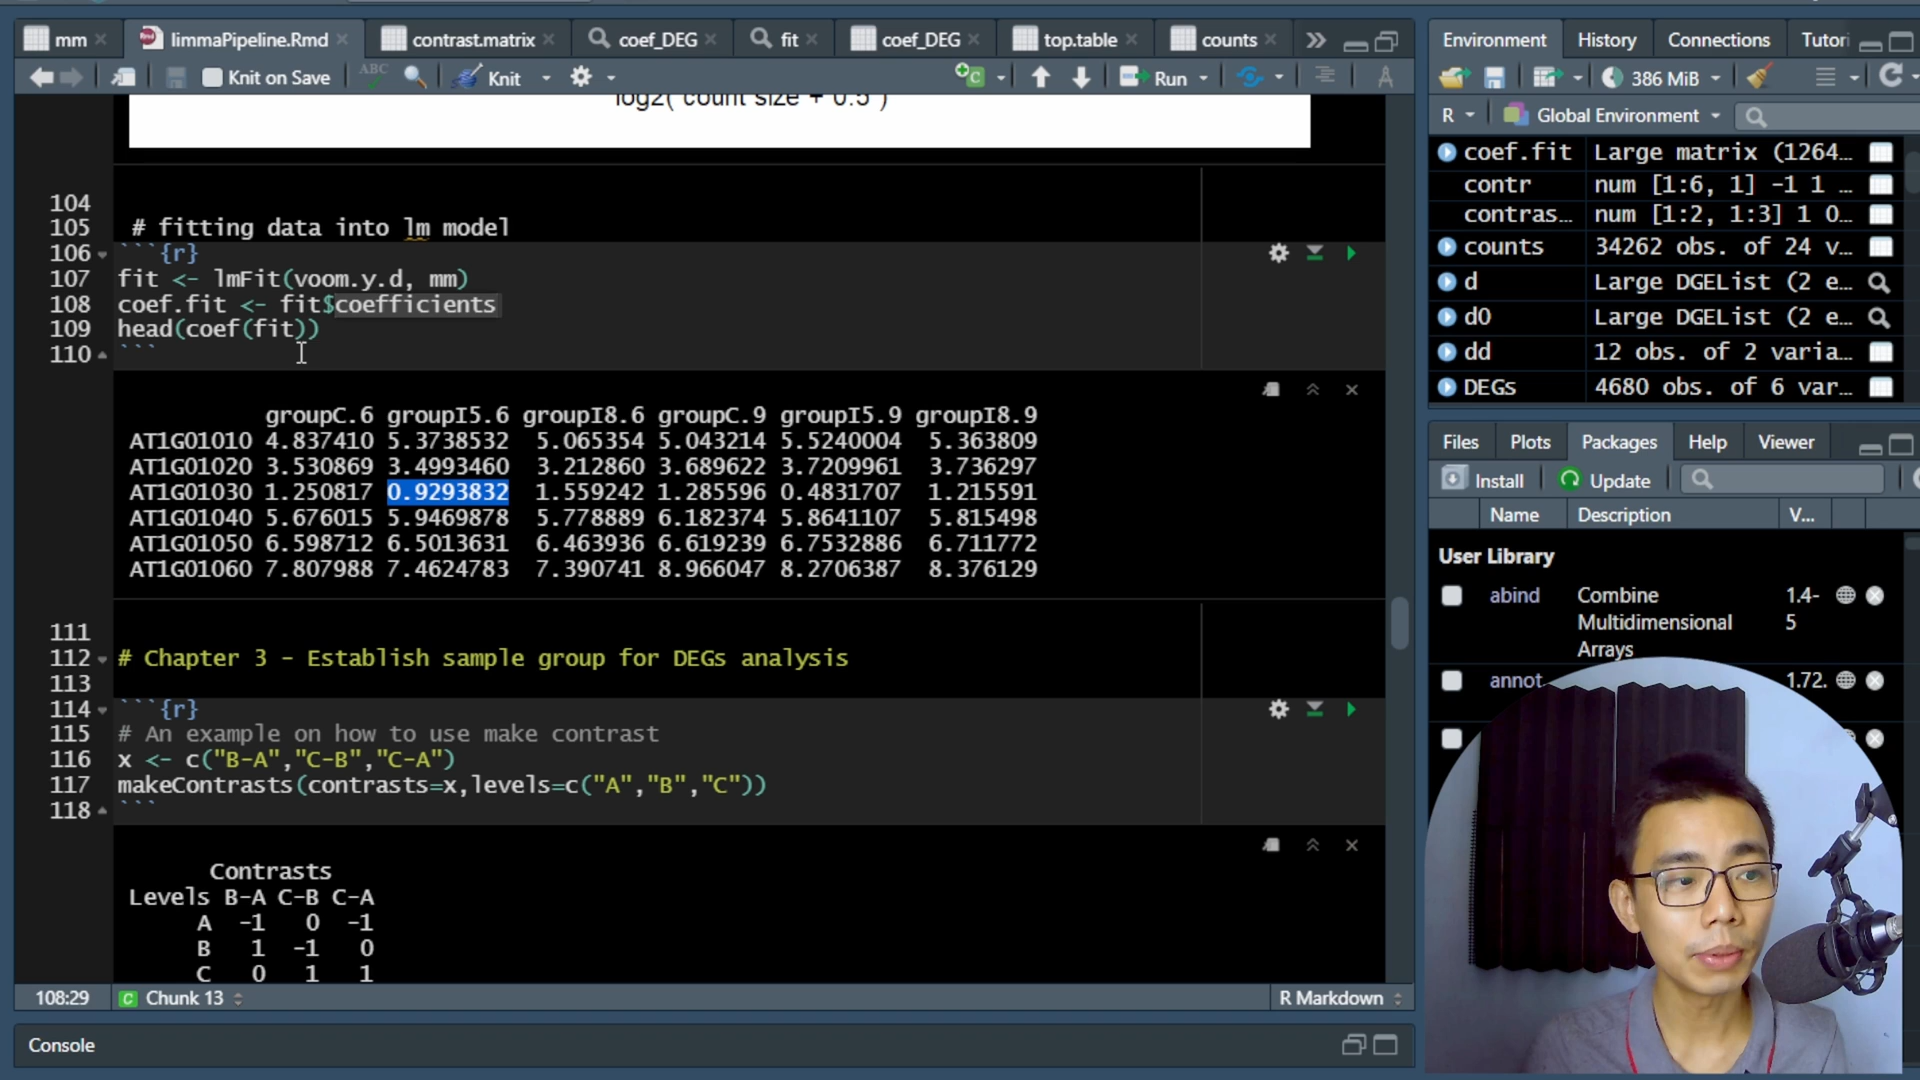 mm
limmaPipeline.Rmd
contrast.matrix
coef_DEG
fit
coef_DEG
top.table
counts
Knit on Save
ABC
Knit
Run
log2( count size + 0.5 )
104
105 # fitting data into lm model
106 ```{r}
107 fit <- lmFit(voom.y.d, mm)
108 coef.fit <- fit$coefficients
109 head(coef(fit))
110 ```
groupC.6 groupI5.6 groupI8.6 groupC.9 groupI5.9 groupI8.9
AT1G01010 4.837410 5.3738532 5.065354 5.043214 5.5240004 5.363809
AT1G01020 3.530869 3.4993460 3.212860 3.689622 3.7209961 3.736297
AT1G01030 1.250817 0.9293832 1.559242 1.285596 0.4831707 1.215591
AT1G01040 5.676015 5.9469878 5.778889 6.182374 5.8641107 5.815498
AT1G01050 6.598712 6.5013631 6.463936 6.619239 6.7532886 6.711772
AT1G01060 7.807988 7.4624783 7.390741 8.966047 8.2706387 8.376129
111
112 # Chapter 3 - Establish sample group for DEGs analysis
113
114 ```{r}
115 # An example on how to use make contrast
116 x <- c("B-A","C-B","C-A")
117 makeContrasts(contrasts=x,levels=c("A","B","C"))
118 ```
Contrasts
Levels B-A C-B C-A
A -1 0 -1
B 1 -1 0
C 0 1 1
108:29
C Chunk 13
R Markdown
Console
Environment
History
Connections
Tutori
386 MiB
R
Global Environment
coef.fit Large matrix (1264…
contr num [1:6, 1] -1 1 …
contras… num [1:2, 1:3] 1 0…
counts 34262 obs. of 24 v…
d Large DGEList (2 e…
d0 Large DGEList (2 e…
dd 12 obs. of 2 varia…
DEGs 4680 obs. of 6 var…
Files
Plots
Packages
Help
Viewer
Install
Update
Name
Description
V...
User Library
abind
Combine
Multidimensional
Arrays
1.4-
5
annot
1.72.